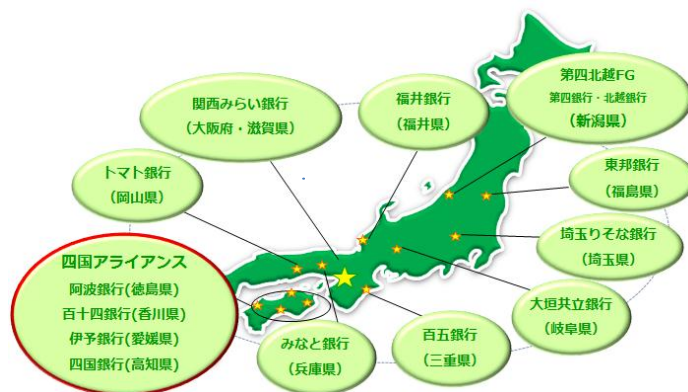 関西みらい銀行
（大阪府・滋賀県）
福井銀行
（福井県）
第四北越FG
第四銀行・北越銀行
（新潟県）
トマト銀行
（岡山県）
東邦銀行
（福島県）
埼玉りそな銀行
（埼玉県）
四国アライアンス
阿波銀行(徳島県)
百十四銀行(香川県)
伊予銀行(愛媛県)
四国銀行(高知県)
みなと銀行
（兵庫県）
百五銀行
（三重県）
大垣共立銀行
（岐阜県）